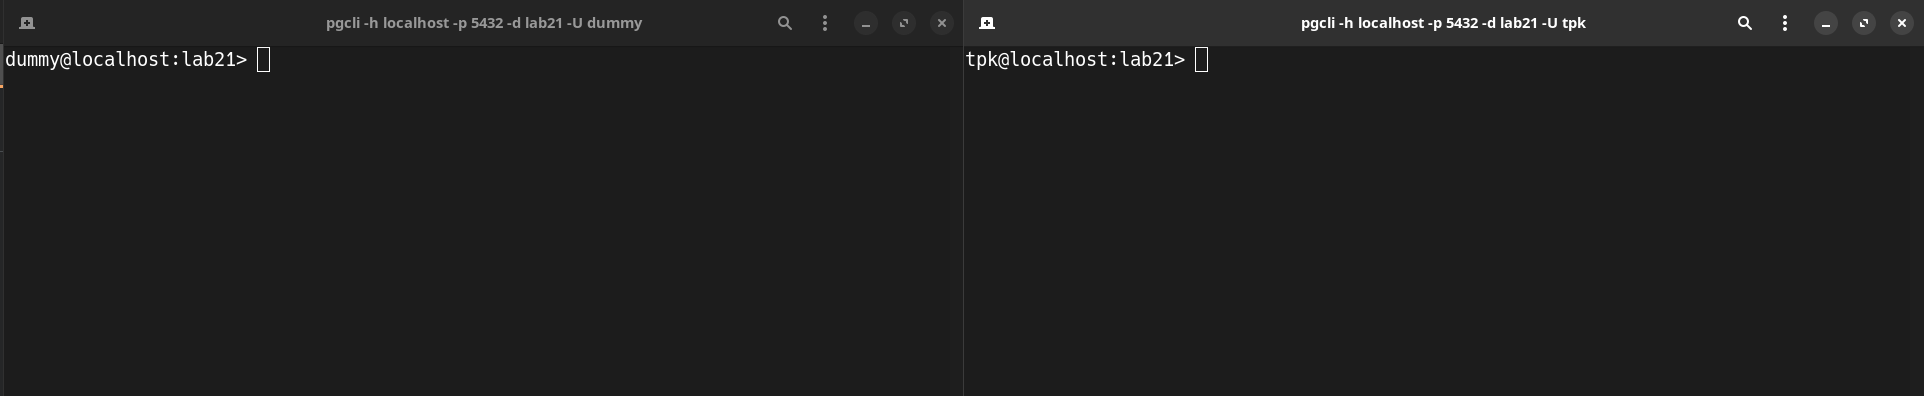 pgcli -h localhost -p 5432 -d lab21 -U dummy
dummy@localhost:lab21>
pgcli -h localhost -p 5432 -d lab21 -U tpk
tpk@localhost:lab21>